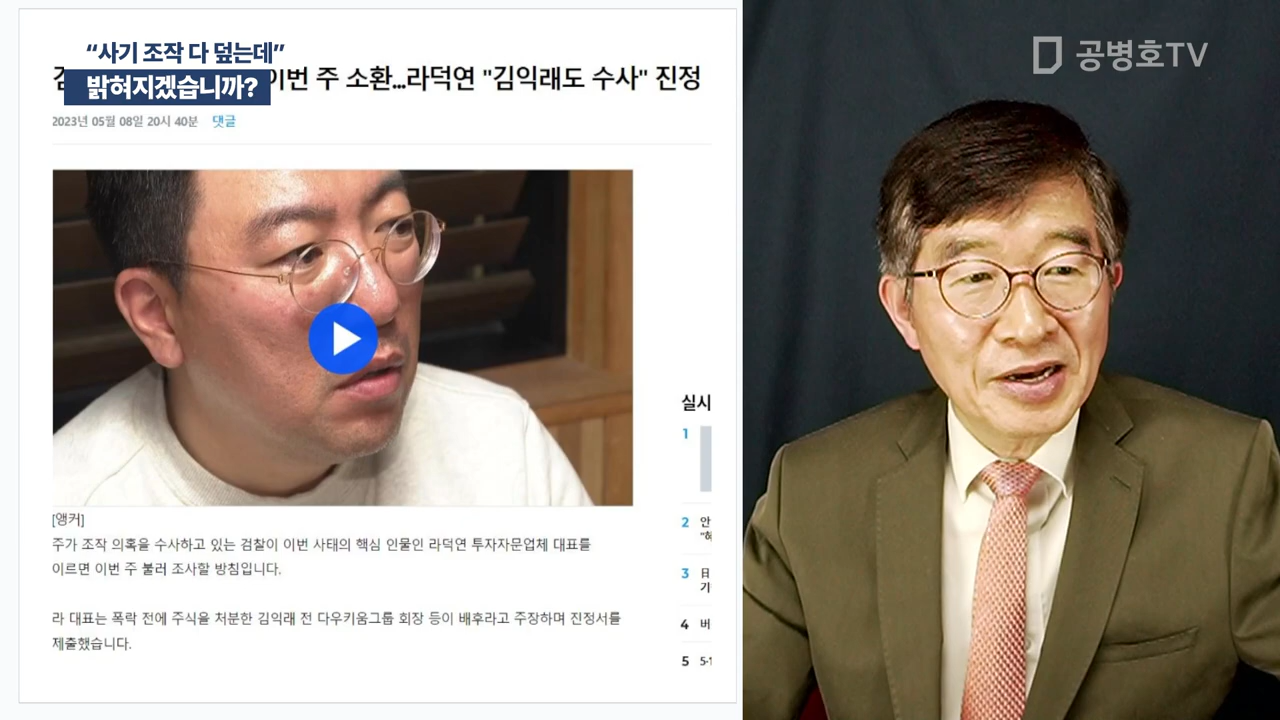 “사기 조작 다 덮는데”
밝혀지겠습니까?
이번 주 소환...라덕연 "김익래도 수사" 진정
2023년 05월 08일 20시 40분 댓글
[앵커]
주가 조작 의혹을 수사하고 있는 검찰이 이번 사태의 핵심 인물인 라덕연 투자자문업체 대표를
이르면 이번 주 불러 조사할 방침입니다.
라 대표는 폭락 전에 주식을 처분한 김익래 전 다우키움그룹 회장 등이 배후라고 주장하며 진정서를
제출했습니다.
실시
1
2 안
3 日
기
4 버
5 5·1
공병호TV